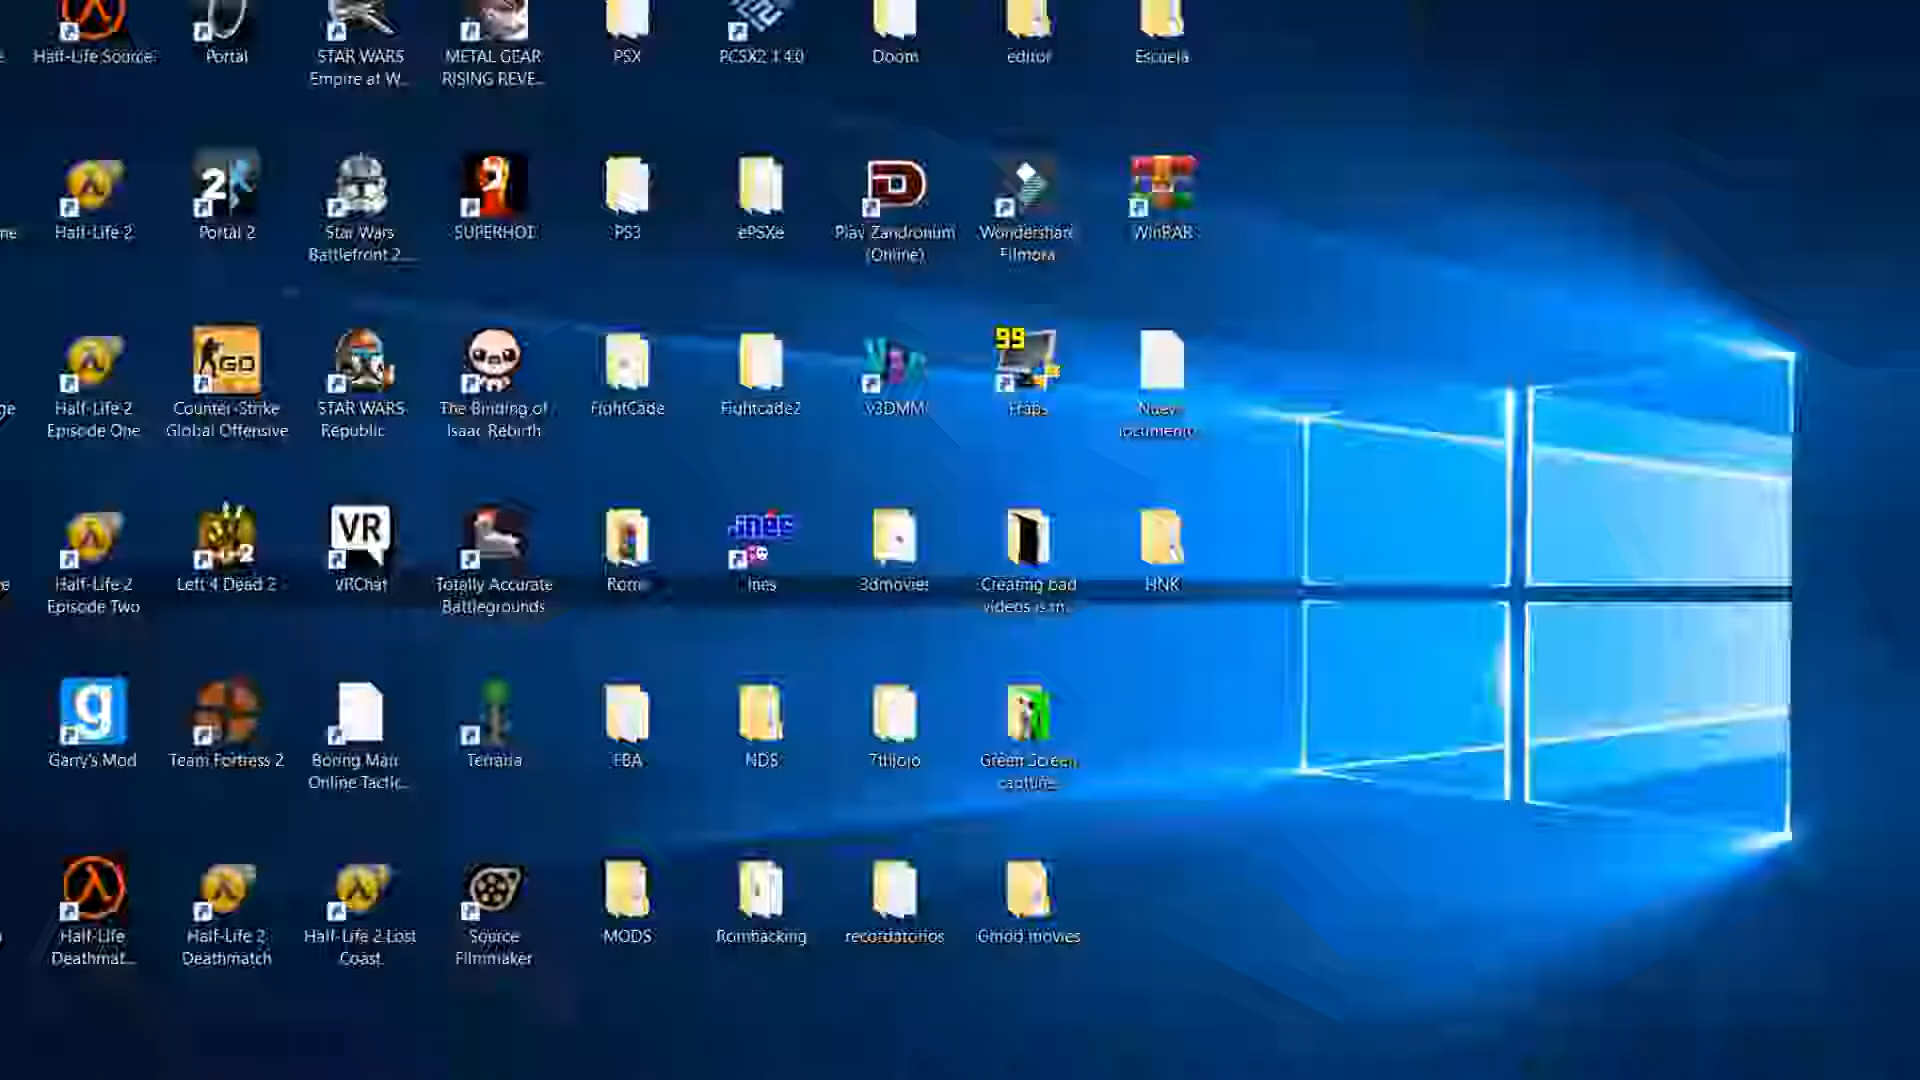 Half-Life Source
Portal
STAR WARS
Empire at W...
METAL GEAR
RISING REVE...
PSX
PCSX2 1.4.0
Doom
editor
Escuela
Half-Life 2
2
Portal 2
Star Wars
Battlefront 2...
SUPERHOT
PS3
ePSXe
Play Zandronum
(Online)
Wondershare
Filmora
WinRAR
Half-Life 2
Episode One
GO
Counter-Strike
Global Offensive
STAR WARS
Republic
The Binding of
Isaac Rebirth
FightCade
Fightcade2
V3DMM
99
Fraps
Nuevo
documento
Half-Life 2
Episode Two
Left 4 Dead 2
VR
VRChat
Totally Accurate
Battlegrounds
Jnes
3dmovies
Creating bad
videos is m...
HNK
g
Garry's Mod
Team Fortress 2
Boring Man
Online Tactic...
Terraria
FBA
NDS
7thjojo
Green Screen
capture
Half-Life
Deathmat...
Half-Life 2
Deathmatch
Half-Life 2 Lost
Coast
Source
Filmmaker
MODS
Romhacking
recordatorios
Gmod movies